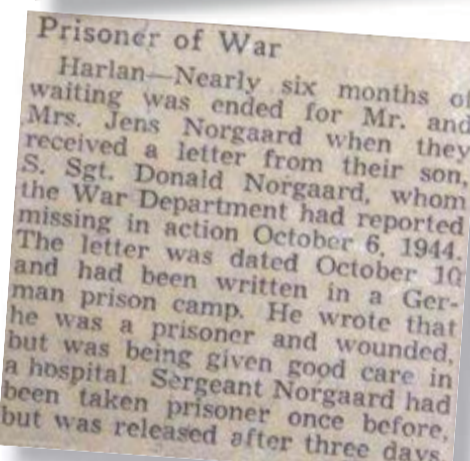 Prisoner of War
Harlan—Nearly six months of
waiting was ended for Mr. and
Mrs. Jens Norgaard when they
received a letter from their son,
S. Sgt. Donald Norgaard, whom
the War Department had reported
missing in action October 6, 1944.
The letter was dated October 10
and had been written in a Ger-
man prison camp. He wrote that
he was a prisoner and wounded,
but was being given good care in
a hospital. Sergeant Norgaard had
been taken prisoner once before,
but was released after three days.